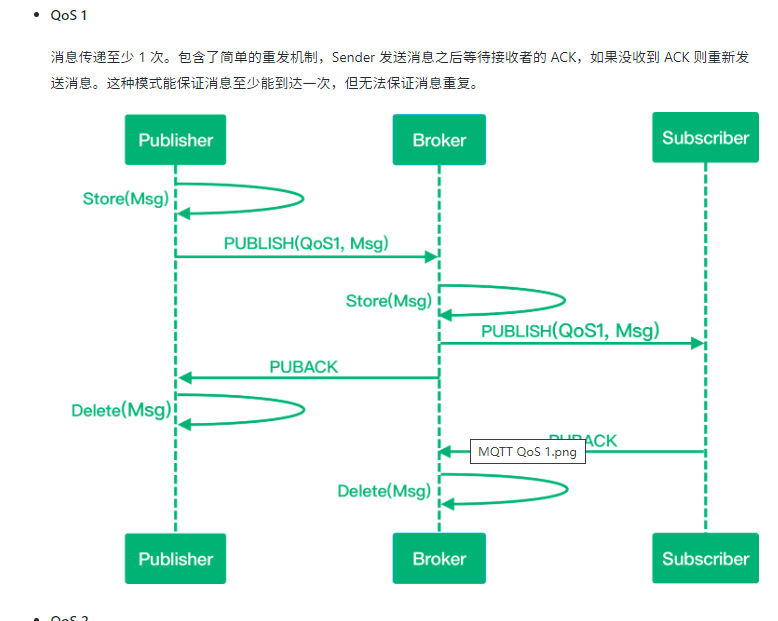 QoS 1
消息传递至少 1 次。包含了简单的重发机制，Sender 发送消息之后等待接收者的 ACK，如果没收到 ACK 则重新发
送消息。这种模式能保证消息至少能到达一次，但无法保证消息重复。
Publisher
Broker
Subscriber
Store(Msg)
PUBLISH(QoS1, Msg)
Store(Msg)
PUBLISH(QoS1, Msg)
PUBACK
Delete(Msg)
PUBACK
MQTT QoS 1.png
Delete(Msg)
Publisher
Broker
Subscriber
QoS 2